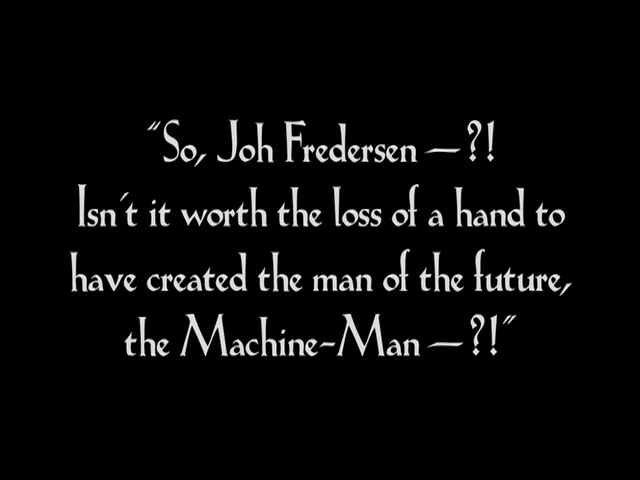 "So, Joh Fredersen —?!
Isn't it worth the loss of a hand to
have created the man of the future,
the Machine-Man —?!"